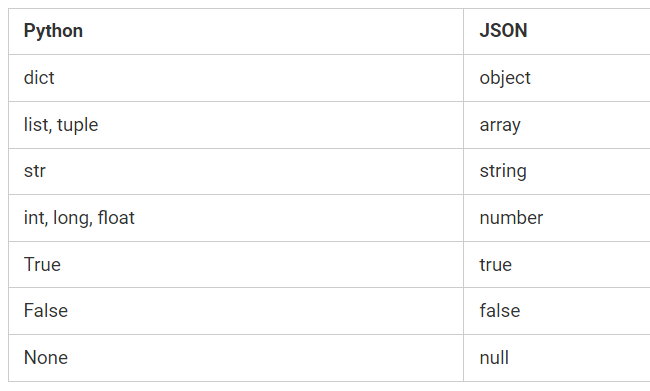 Python JSON
dict object
list, tuple array
str string
int, long, float number
True true
False false
None null